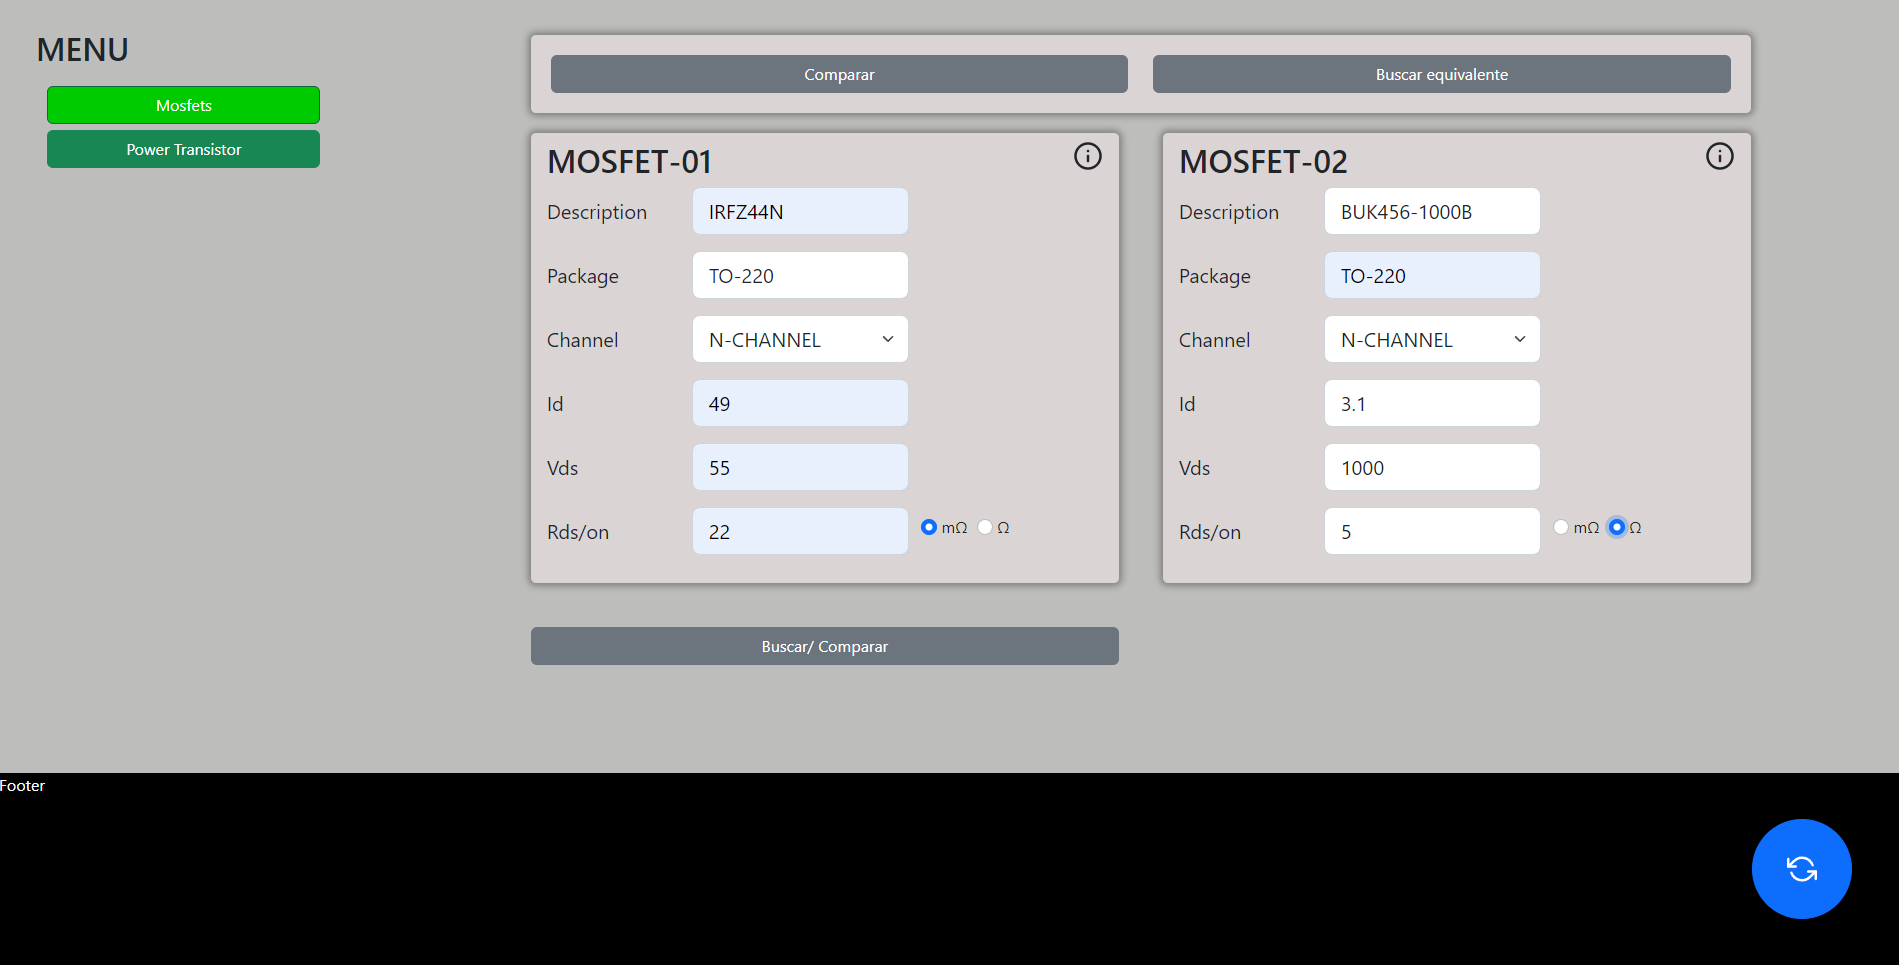 MENU
Mosfets
Power Transistor
Comparar
Buscar equivalente
MOSFET-01
Description
IRFZ44N
Package
TO-220
Channel
N-CHANNEL
Id
49
Vds
55
Rds/on
22
mΩ Ω
MOSFET-02
Description
BUK456-1000B
Package
TO-220
Channel
N-CHANNEL
Id
3.1
Vds
1000
Rds/on
5
mΩ Ω
Buscar/ Comparar
Footer